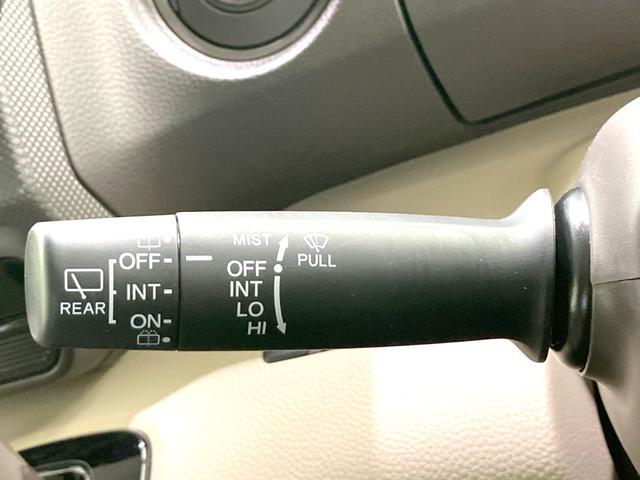 OFF
INT
ON
REAR
MIST
OFF
INT
LO
HI
PULL